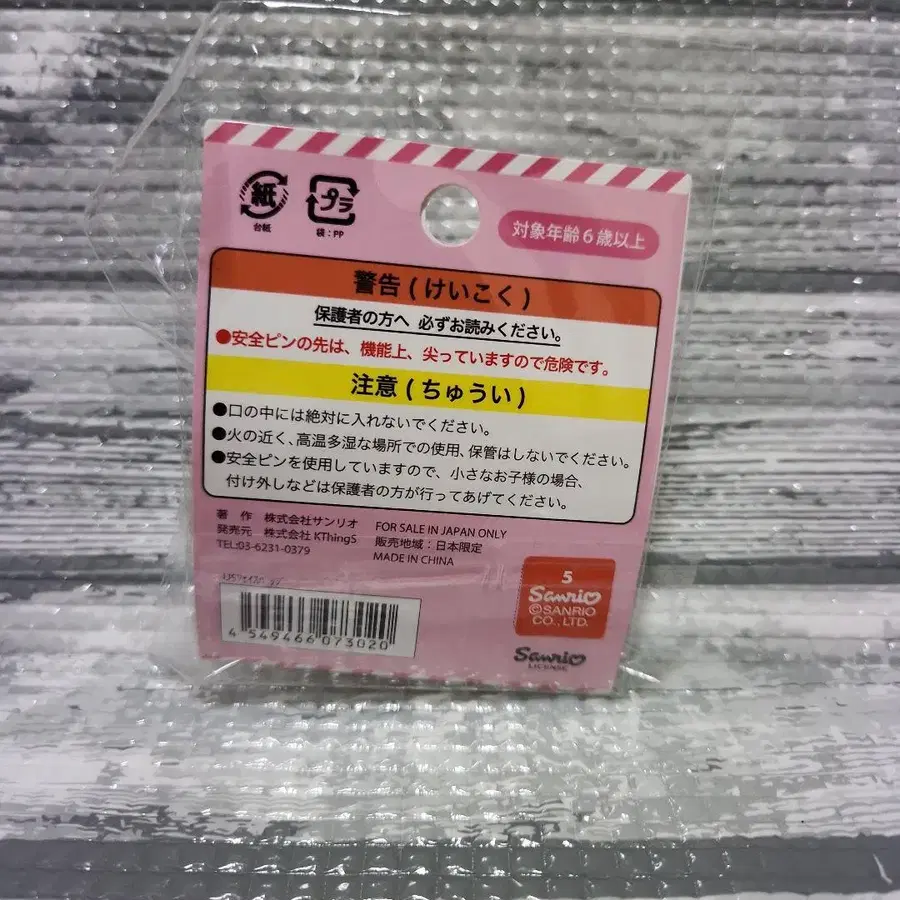 紙
台紙
プラ
袋：PP
対象年齢６歳以上
警告 ( けいこく )
保護者の方へ 必ずお読みください。
●安全ピンの先は、機能上、尖っていますので危険です。
注意 ( ちゅうい )
●口の中には絶対に入れないでください。
●火の近く、高温多湿な場所での使用、保管はしないでください。
●安全ピンを使用していますので、小さなお子様の場合、
付け外しなどは保護者の方が行ってあげてください。
著 作 株式会社サンリオ
発売元 株式会社 KThingS
TEL:03-6231-0379
FOR SALE IN JAPAN ONLY
販売地域：日本限定
MADE IN CHINA
4 549466 073020
5
Sanrio
©SANRIO
CO., LTD.
Sanrio
LICENSE